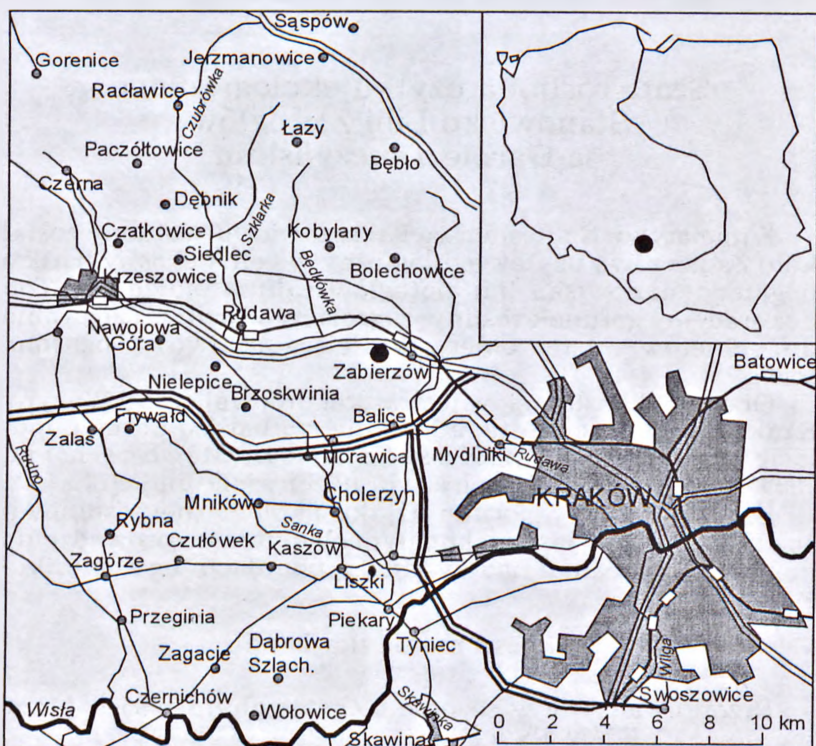 Sąspów
Gorenice
Jerzmanowice
Racławice
Czubrówka
Łazy
Paczółtowice
Bębło
Czerna
Dębnik
Szklarka
Czatkowice
Kobylany
Siedlec
Będkówka
Bolechowice
Krzeszowice
Rudawa
Nawojowa
Góra
Zabierzów
Batowice
Nielepice
Brzoskwinia
Frywałd
Balice
Zalas
Rudno
Morawica
Mydlniki
Rudawa
Mników
Cholerzyn
KRAKÓW
Rybna
Sanka
Czułówek
Kaszów
Zagórze
Liszki
Przeginia
Piekary
Dąbrowa
Szlach.
Tyniec
Zagacie
Wilga
Czernichów
Swoszowice
Wisła
Wołowice
Skawinka
Skawina
0 2 4 6 8 10 km